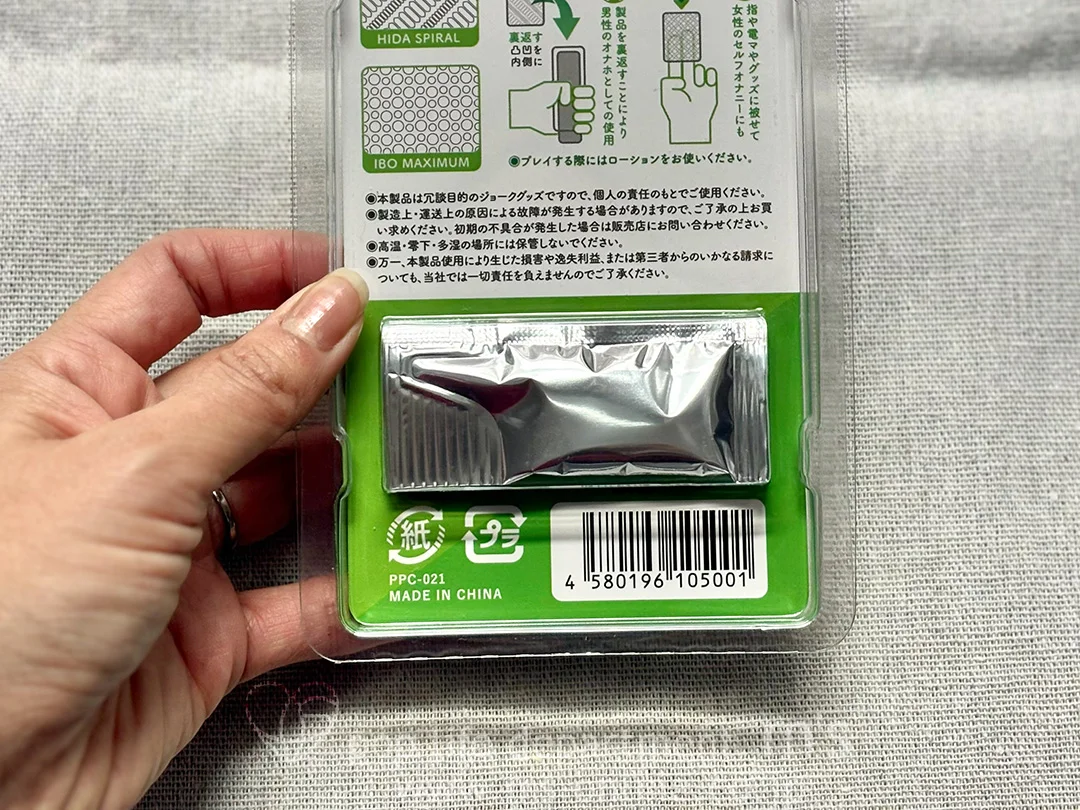 HIDA SPIRAL
IBO MAXIMUM
裏返す
凸凹を
内側に
製品を裏返すことにより
男性のオナホとしての使用
指や電マやグッズに被せて
女性のセルフオナニーにも
◉プレイする際にはローションをお使いください。
◉本製品は冗談目的のジョークグッズですので、個人の責任のもとでご使用ください。
◉製造上・運送上の原因による故障が発生する場合がありますので、ご了承の上お買
い求めください。初期の不具合が発生した場合は販売店にお問い合わせください。
◉高温・零下・多湿の場所には保管しないでください。
◉万一、本製品使用により生じた損害や逸失利益、または第三者からのいかなる請求に
ついても、当社では一切責任を負えませんのでご了承ください。
紙
プラ
PPC-021
MADE IN CHINA
4 580196 105001